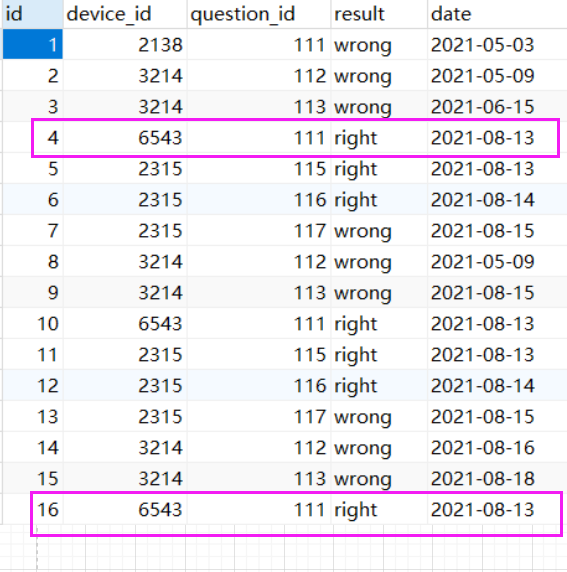 id device_id question_id result date
1 2138 111 wrong 2021-05-03
2 3214 112 wrong 2021-05-09
3 3214 113 wrong 2021-06-15
4 6543 111 right 2021-08-13
5 2315 115 right 2021-08-13
6 2315 116 right 2021-08-14
7 2315 117 wrong 2021-08-15
8 3214 112 wrong 2021-05-09
9 3214 113 wrong 2021-08-15
10 6543 111 right 2021-08-13
11 2315 115 right 2021-08-13
12 2315 116 right 2021-08-14
13 2315 117 wrong 2021-08-15
14 3214 112 wrong 2021-08-16
15 3214 113 wrong 2021-08-18
16 6543 111 right 2021-08-13